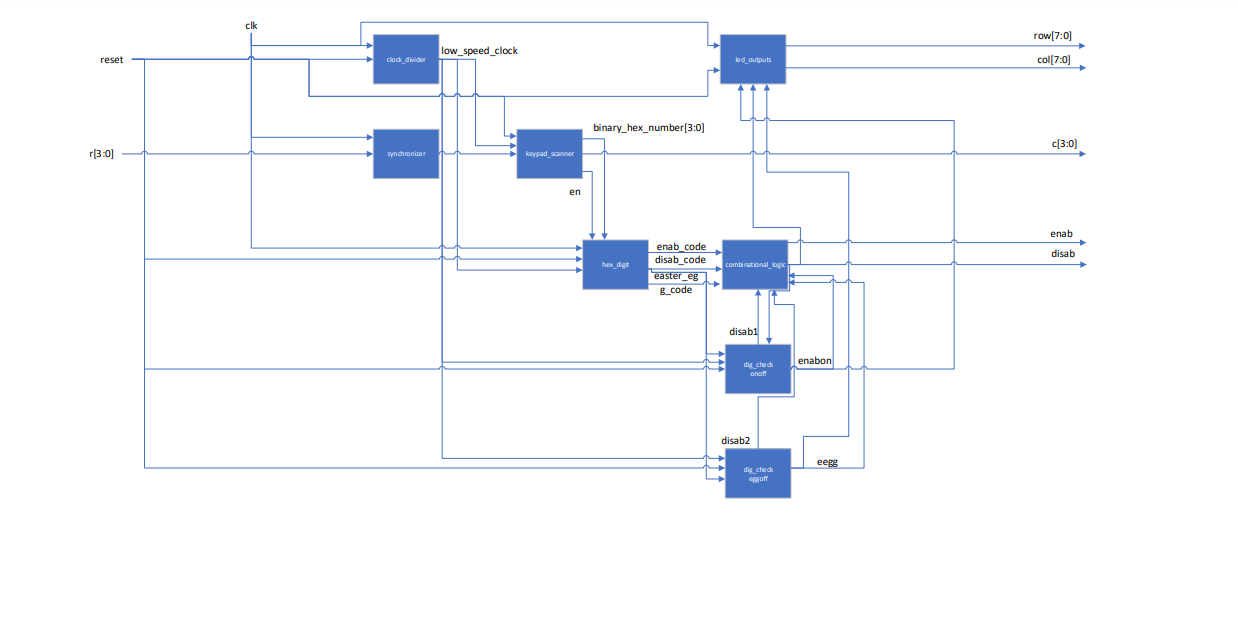 clk
row[7:0]
low_speed_clock
reset
clock_divider
led_outputs
col[7:0]
binary_hex_number[3:0]
r[3:0]
synchronizer
keypad_scanner
c[3:0]
en
enab
enab_code
disab_code
disab
hex_digit
combinational_logic
easter_eg
g_code
disab1
dig_check
onoff
enabon
disab2
dig_check
eggoff
eegg